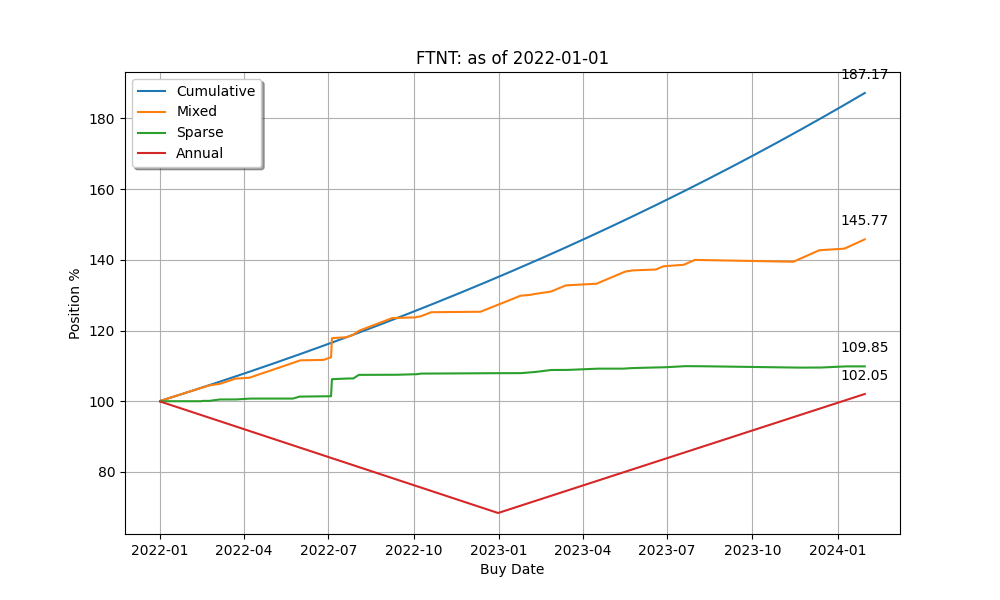 FTNT: as of 2022-01-01
187.17
Cumulative
Mixed
Sparse
Annual
180
160
145.77
140
120
109.85
102.05
100
80
Position %
2022-01 2022-04 2022-07 2022-10 2023-01 2023-04 2023-07 2023-10 2024-01
Buy Date